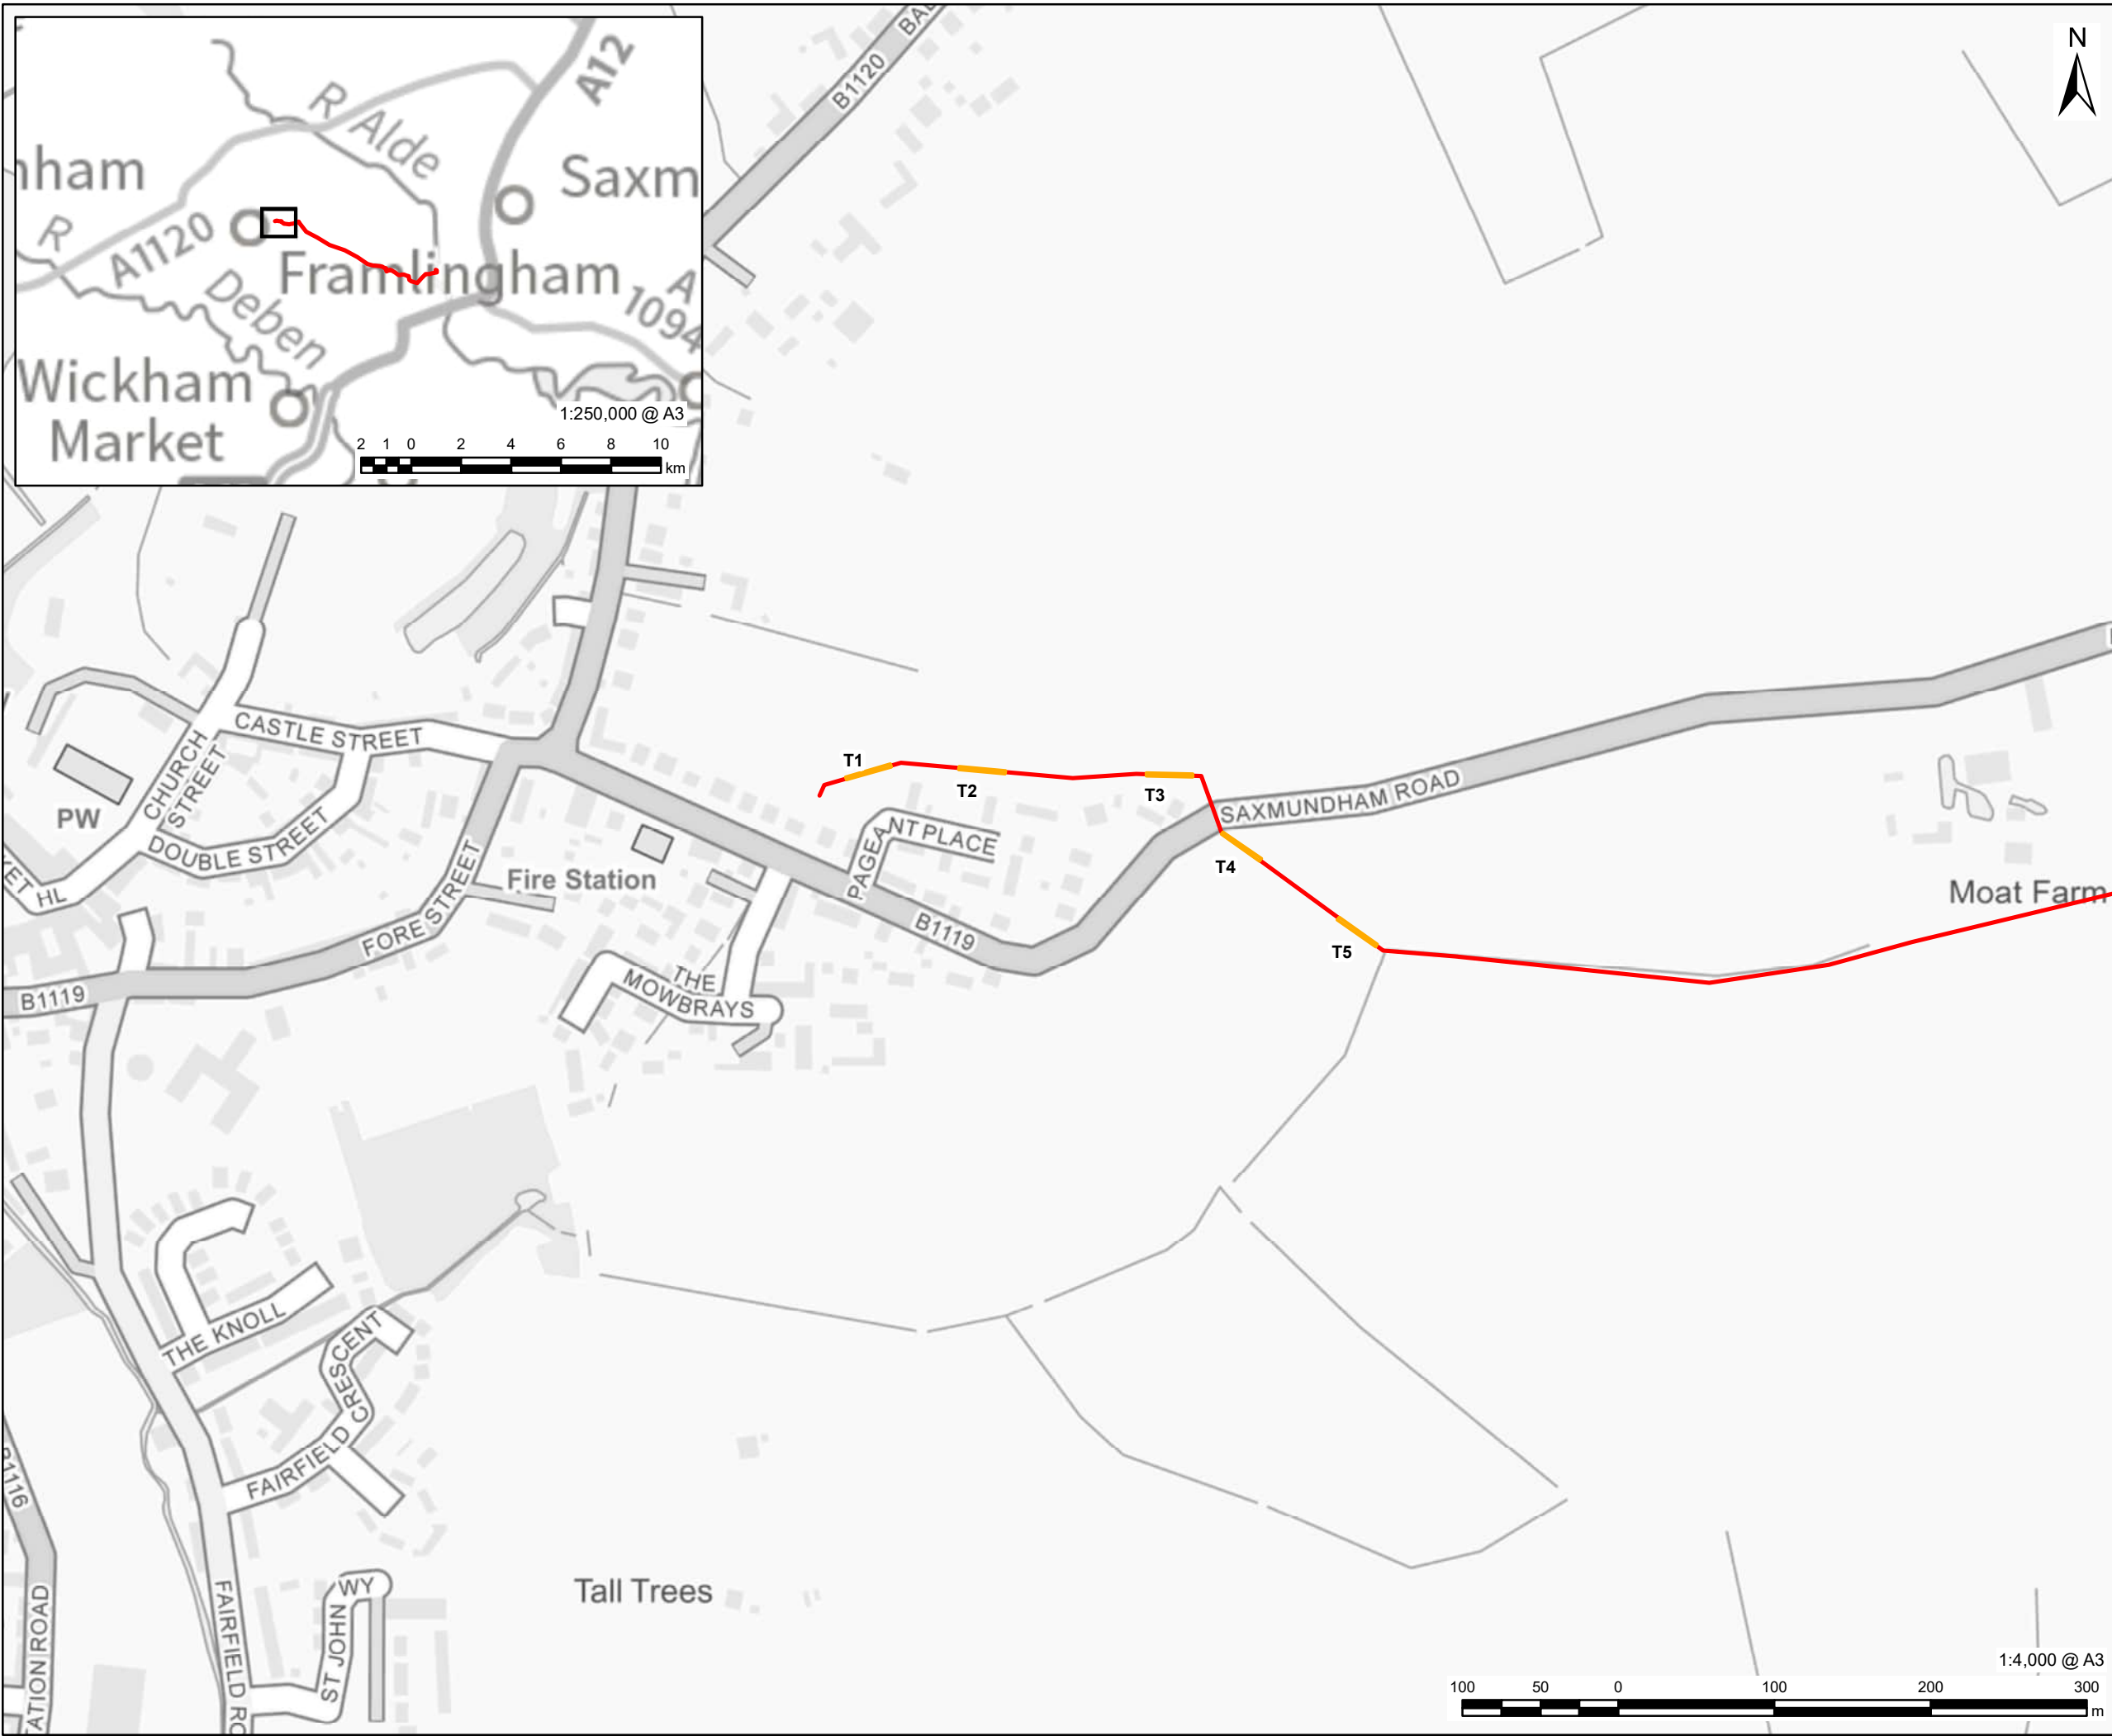 N
A12
R Alde
nham
Saxm
R
A1120
Framlingham
Deben
A
1094
Wickham
Market
1:250,000 @ A3
2 1 0 2 4 6 8 10
km
B1120
CASTLE STREET
CHURCH
STREET
PW
DOUBLE STREET
FORE STREET
Fire Station
B1119
THE
MOWBRAYS
PAGEANT PLACE
B1119
T1
T2
T3
T4
T5
SAXMUNDHAM ROAD
Moat Farm
KET HL
THE KNOLL
FAIRFIELD CRESCENT
B1116
ATION ROAD
FAIRFIELD RO
ST JOHN WY
Tall Trees
1:4,000 @ A3
100 50 0 100 200 300
m